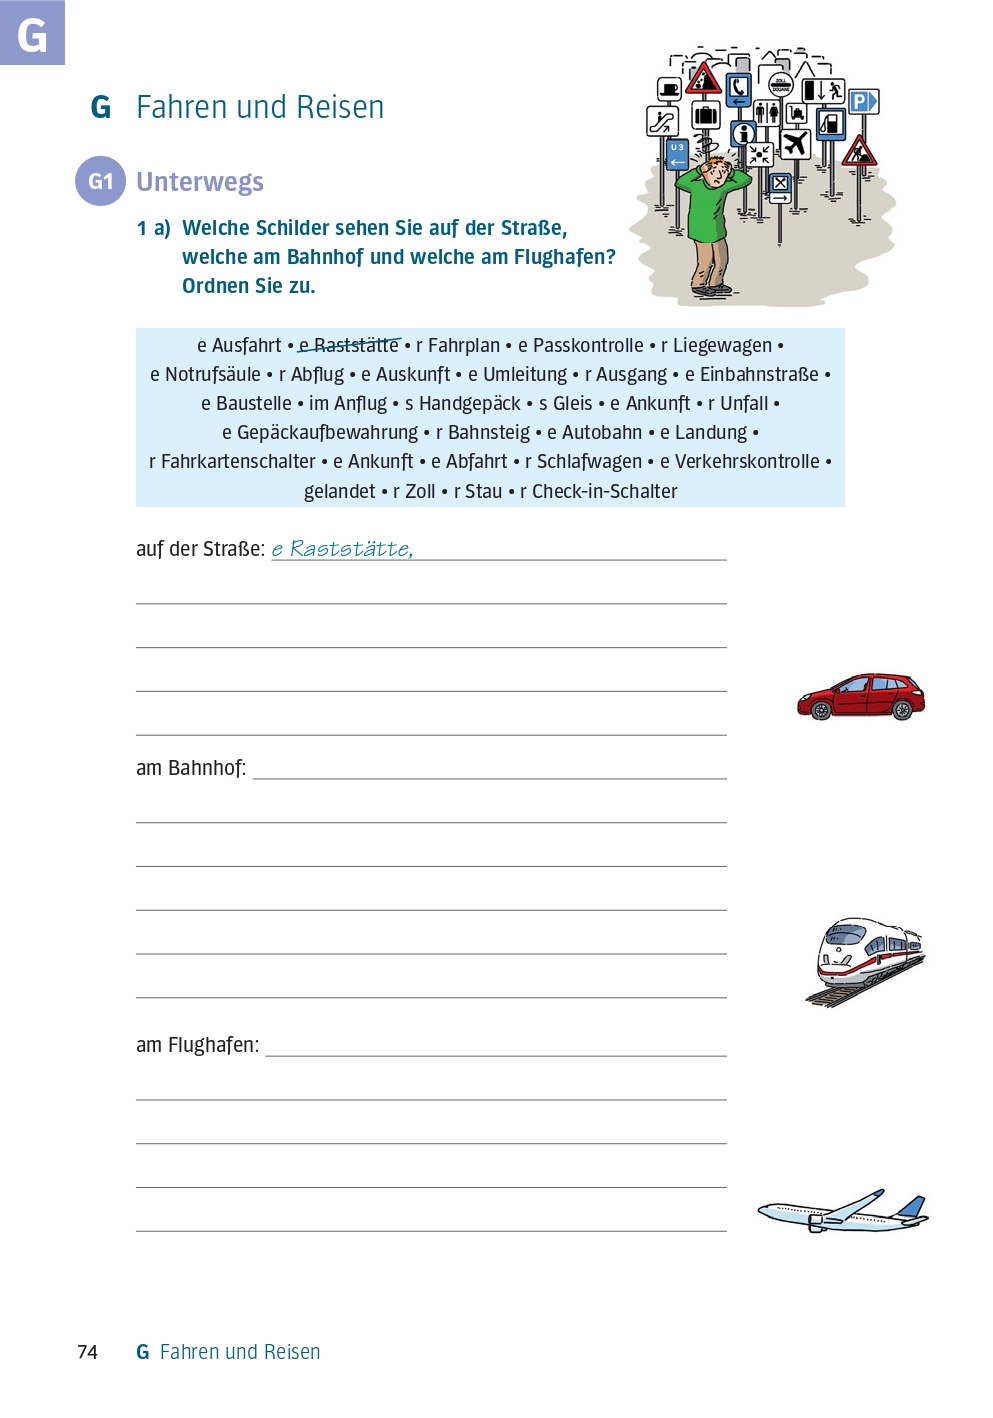 G
G Fahren und Reisen
ZOLL
DOUANE
P
i
U 3
G1 Unterwegs
1 a) Welche Schilder sehen Sie auf der Straße,
welche am Bahnhof und welche am Flughafen?
Ordnen Sie zu.
e Ausfahrt • e Raststätte • r Fahrplan • e Passkontrolle • r Liegewagen •
e Notrufsäule • r Abflug • e Auskunft • e Umleitung • r Ausgang • e Einbahnstraße •
e Baustelle • im Anflug • s Handgepäck • s Gleis • e Ankunft • r Unfall •
e Gepäckaufbewahrung • r Bahnsteig • e Autobahn • e Landung •
r Fahrkartenschalter • e Ankunft • e Abfahrt • r Schlafwagen • e Verkehrskontrolle •
gelandet • r Zoll • r Stau • r Check-in-Schalter
auf der Straße: e Raststätte,
am Bahnhof:
am Flughafen:
74 G Fahren und Reisen